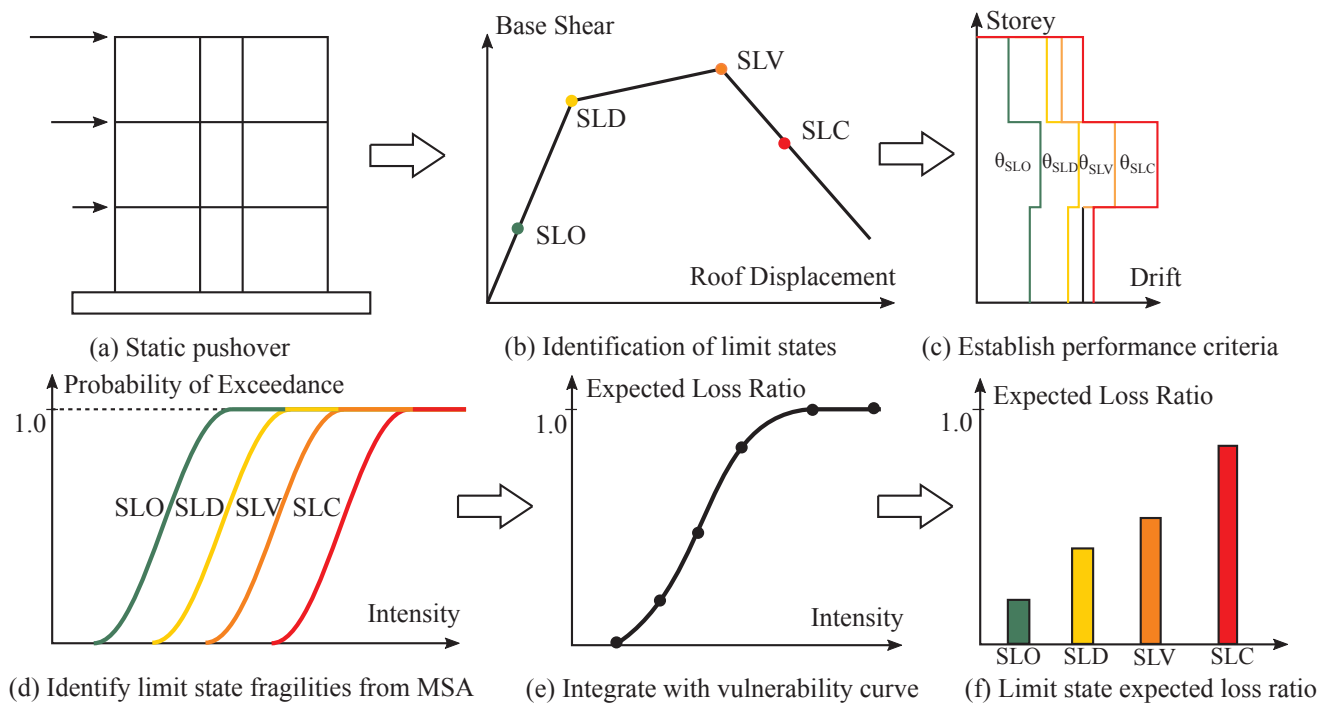 Base Shear
SLV
SLD
SLC
SLO
Roof Displacement
Storey
θSLO
θSLD
θSLV
θSLC
Drift
(a) Static pushover
(b) Identification of limit states
(c) Establish performance criteria
Probability of Exceedance
1.0
SLO
SLD
SLV
SLC
Intensity
Expected Loss Ratio
1.0
Intensity
Expected Loss Ratio
1.0
SLO
SLD
SLV
SLC
(d) Identify limit state fragilities from MSA
(e) Integrate with vulnerability curve
(f) Limit state expected loss ratio